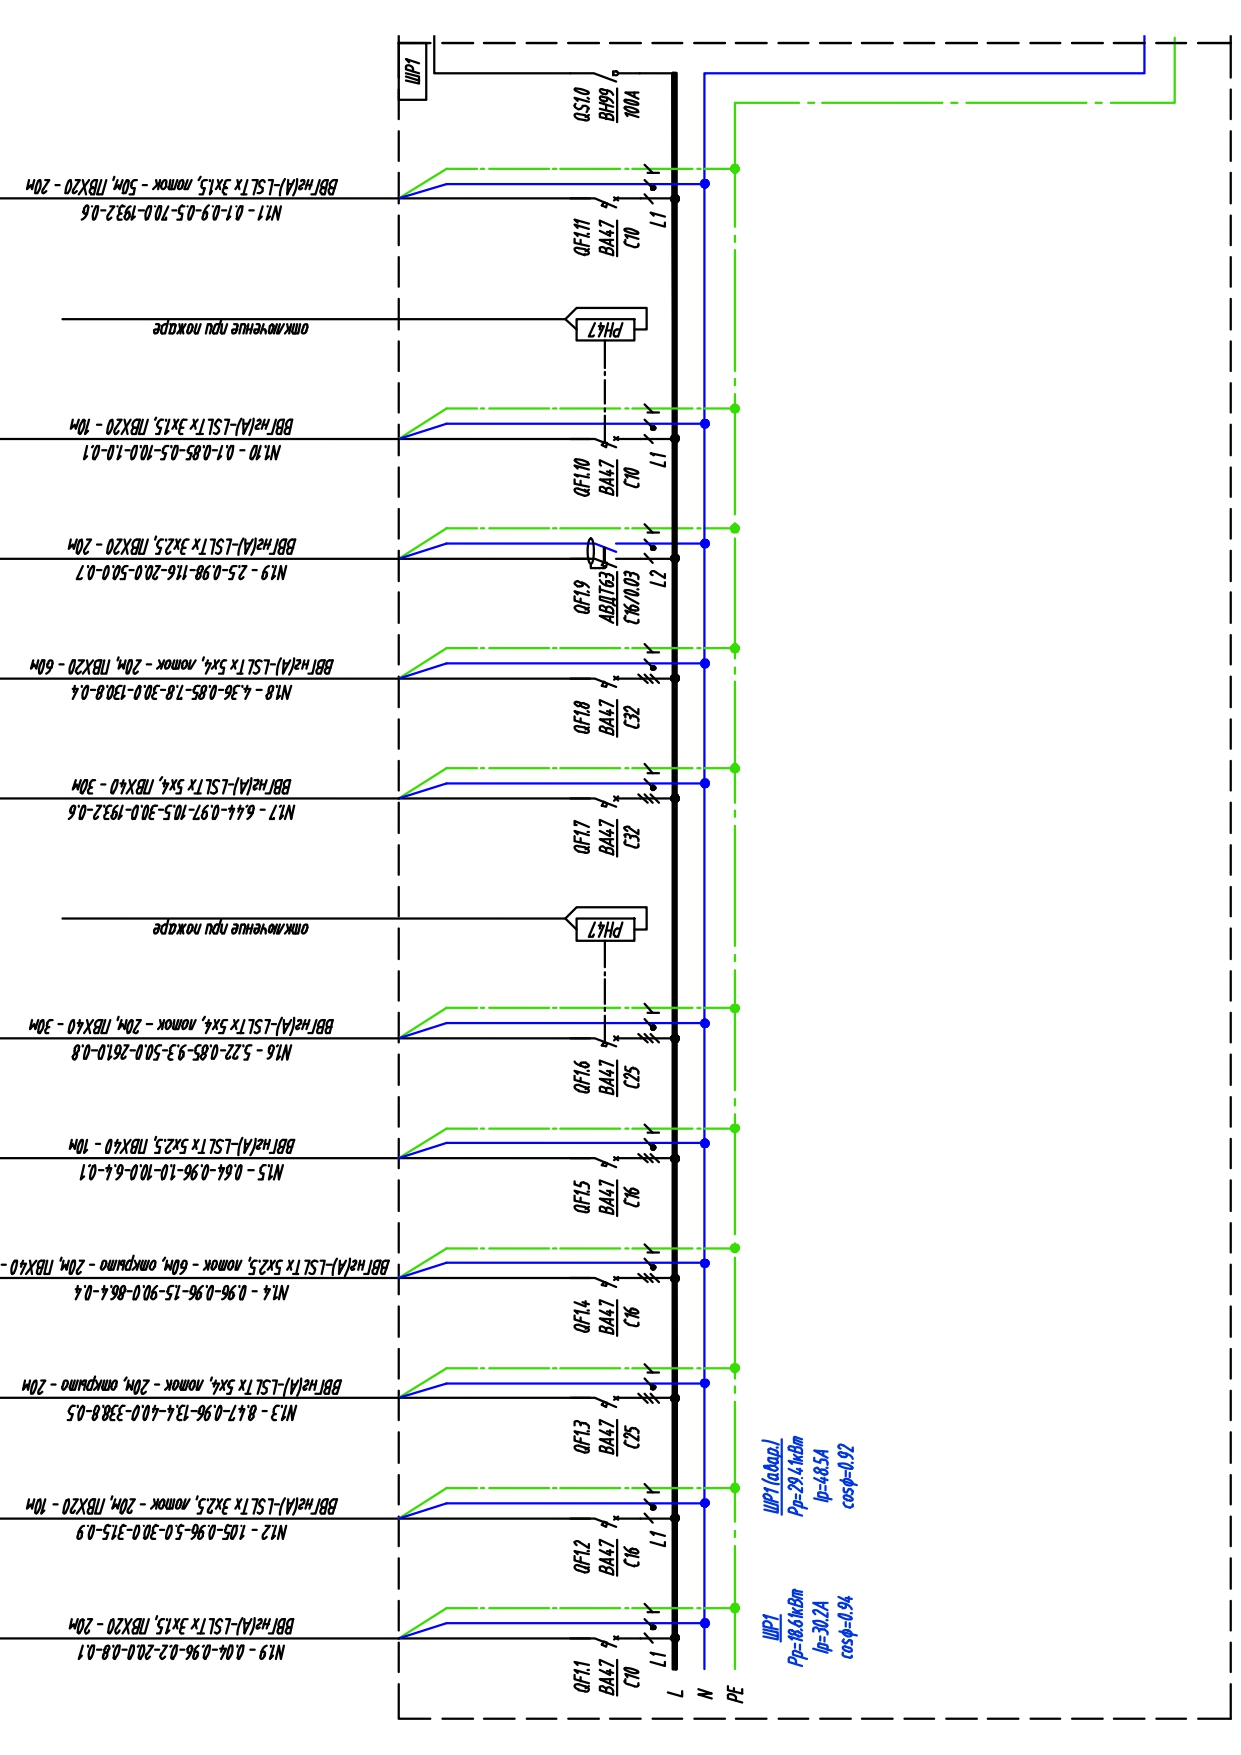 ШР1
QS1.0
ВН99
100А
ВВГнг(А)-LSLTx 3х1.5, лоток - 50м, ПВХ20 - 20м
N1.1 - 0.1-0.9-0.5-70.0-193.2-0.6
QF1.11
ВА47
С10
L1
отключение при пожаре
РН47
ВВГнг(А)-LSLTx 3х1.5, ПВХ20 - 10м
N1.10 - 0.1-0.85-0.5-10.0-1.0-0.1
QF1.10
ВА47
С10
L1
ВВГнг(А)-LSLTx 3х2.5, ПВХ20 - 20м
N1.9 - 2.5-0.98-11.6-20.0-50.0-0.7
QF1.9
АВДТ63
С16/0.03
L2
ВВГнг(А)-LSLTx 5х4, лоток - 20м, ПВХ20 - 60м
N1.8 - 4.36-0.85-7.8-30.0-130.8-0.4
QF1.8
ВА47
С32
ВВГнг(А)-LSLTx 5х4, ПВХ40 - 30м
N1.7 - 6.44-0.97-10.5-30.0-193.2-0.6
QF1.7
ВА47
С32
отключение при пожаре
РН47
ВВГнг(А)-LSLTx 5х4, лоток - 20м, ПВХ40 - 30м
N1.6 - 5.22-0.85-9.3-50.0-261.0-0.8
QF1.6
ВА47
С25
ВВГнг(А)-LSLTx 5х2.5, ПВХ40 - 10м
N1.5 - 0.64-0.96-1.0-10.0-6.4-0.1
QF1.5
ВА47
С16
ВВГнг(А)-LSLTx 5х2.5, лоток - 60м, открыто - 20м, ПВХ40 -
N1.4 - 0.96-0.96-1.5-90.0-86.4-0.4
QF1.4
ВА47
С16
ВВГнг(А)-LSLTx 5х4, лоток - 20м, открыто - 20м
N1.3 - 8.47-0.96-13.4-40.0-338.8-0.5
QF1.3
ВА47
С25
ВВГнг(А)-LSLTx 3х2.5, лоток - 20м, ПВХ20 - 10м
N1.2 - 1.05-0.96-5.0-30.0-31.5-0.9
QF1.2
ВА47
С16
L1
ВВГнг(А)-LSLTx 3х1.5, ПВХ20 - 20м
N1.9 - 0.04-0.96-0.2-20.0-0.8-0.1
QF1.1
ВА47
С10
L1
L
N
PE
ШР1
Рр=18.61кВт
Iр=30.2А
cosф=0.94
ШР1 (авар.)
Рр=29.41кВт
Iр=48.5А
cosф=0.92